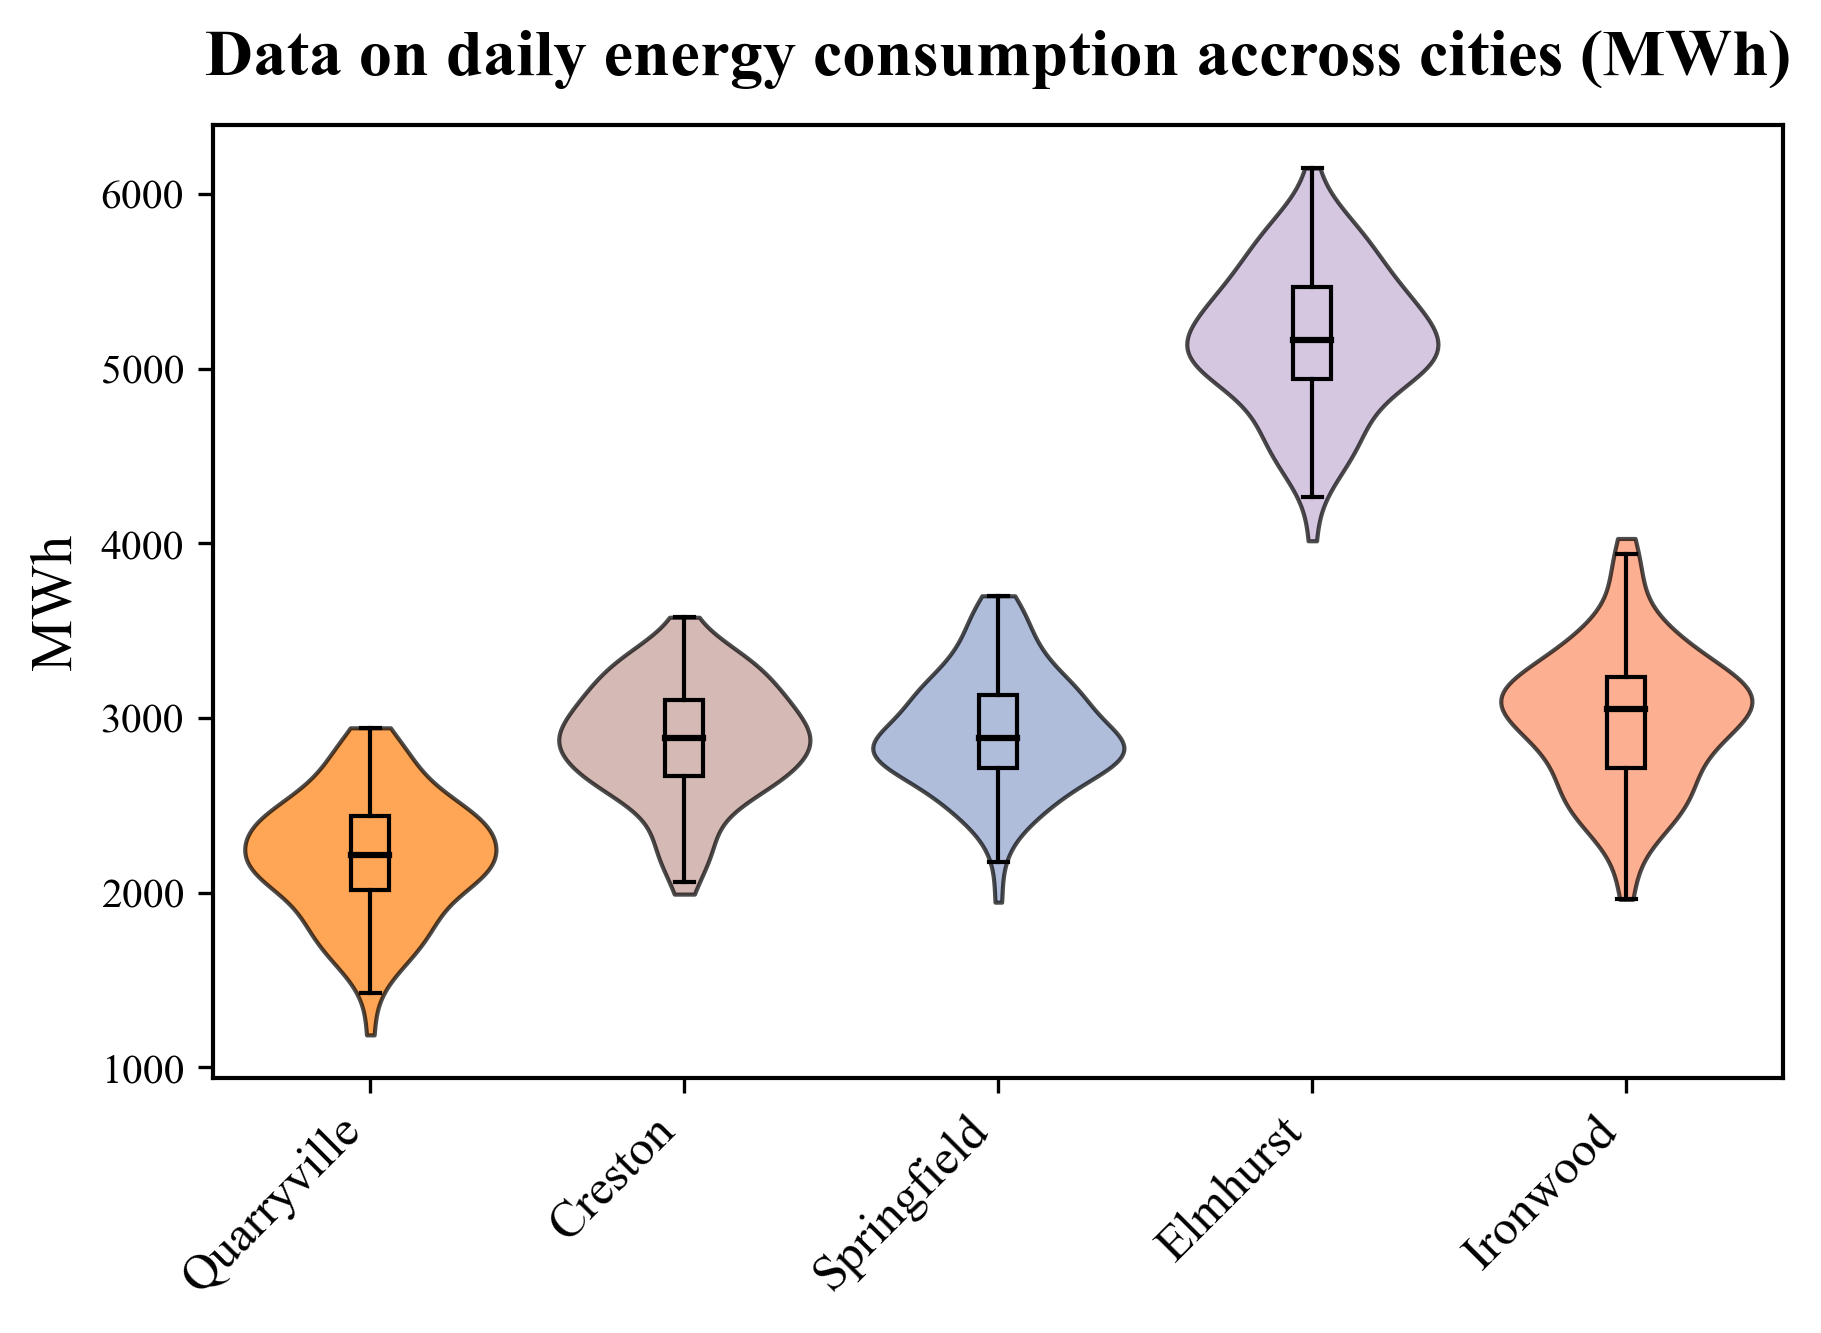 Data on daily energy consumption accross cities (MWh)
MWh
6000
5000
4000
3000
2000
1000
Quarryville
Creston
Springfield
Elmhurst
Ironwood